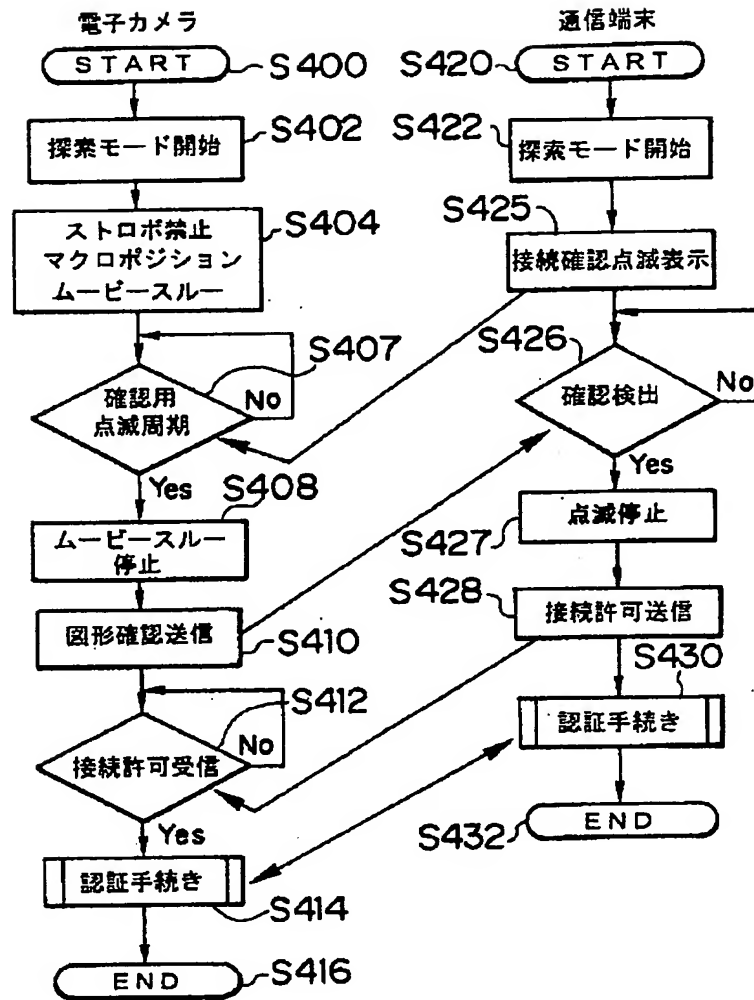 電子カメラ
START
S400
探索モード開始
S402
ストロボ禁止
マクロポジション
ムービースルー
S404
確認用
点滅周期
S407
No
Yes
S408
ムービースルー
停止
図形確認送信
S410
S412
接続許可受信
No
Yes
認証手続き
S414
END
S416
通信端末
S420
START
S422
探索モード開始
S425
接続確認点滅表示
S426
確認検出
No
Yes
点滅停止
S427
S428
接続許可送信
S430
認証手続き
S432
END